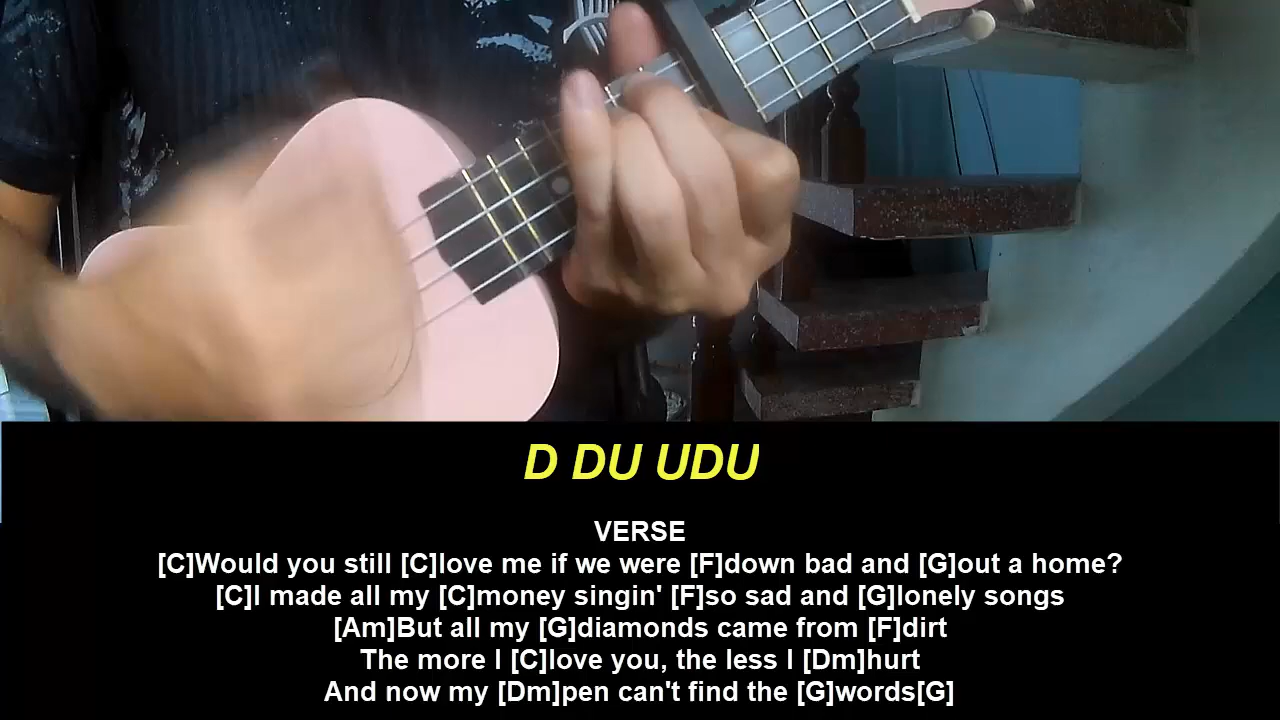 D DU UDU
VERSE
[C]Would you still [C]love me if we were [F]down bad and [G]out a home?
[C]I made all my [C]money singin' [F]so sad and [G]lonely songs
[Am]But all my [G]diamonds came from [F]dirt
The more I [C]love you, the less I [Dm]hurt
And now my [Dm]pen can't find the [G]words[G]